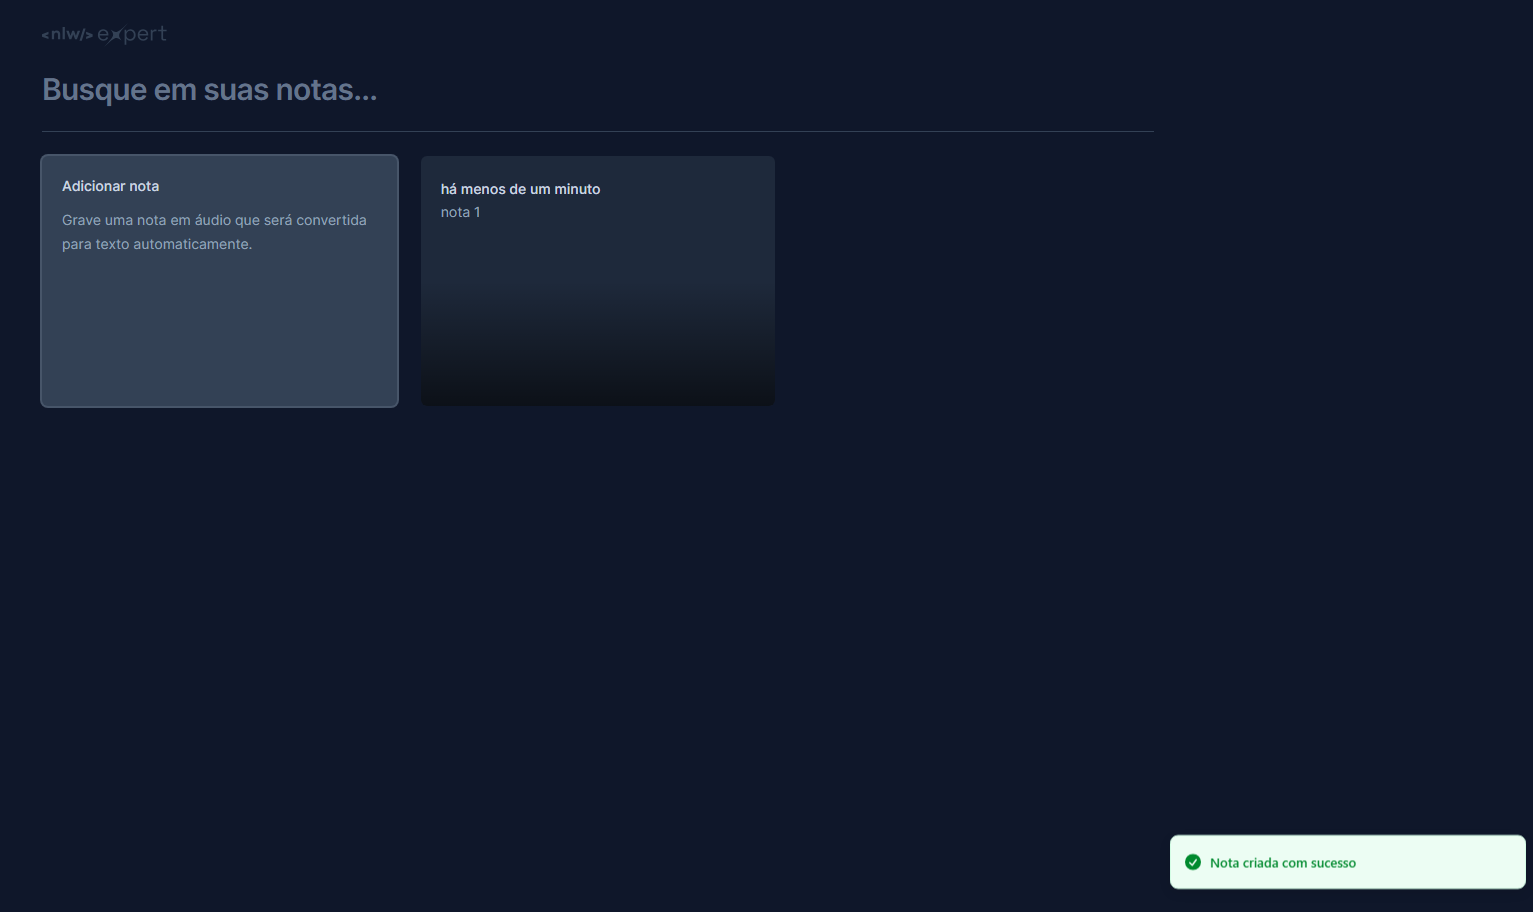 <nlw/> expert
Busque em suas notas...
Adicionar nota
Grave uma nota em áudio que será convertida
para texto automaticamente.
há menos de um minuto
nota 1
Nota criada com sucesso